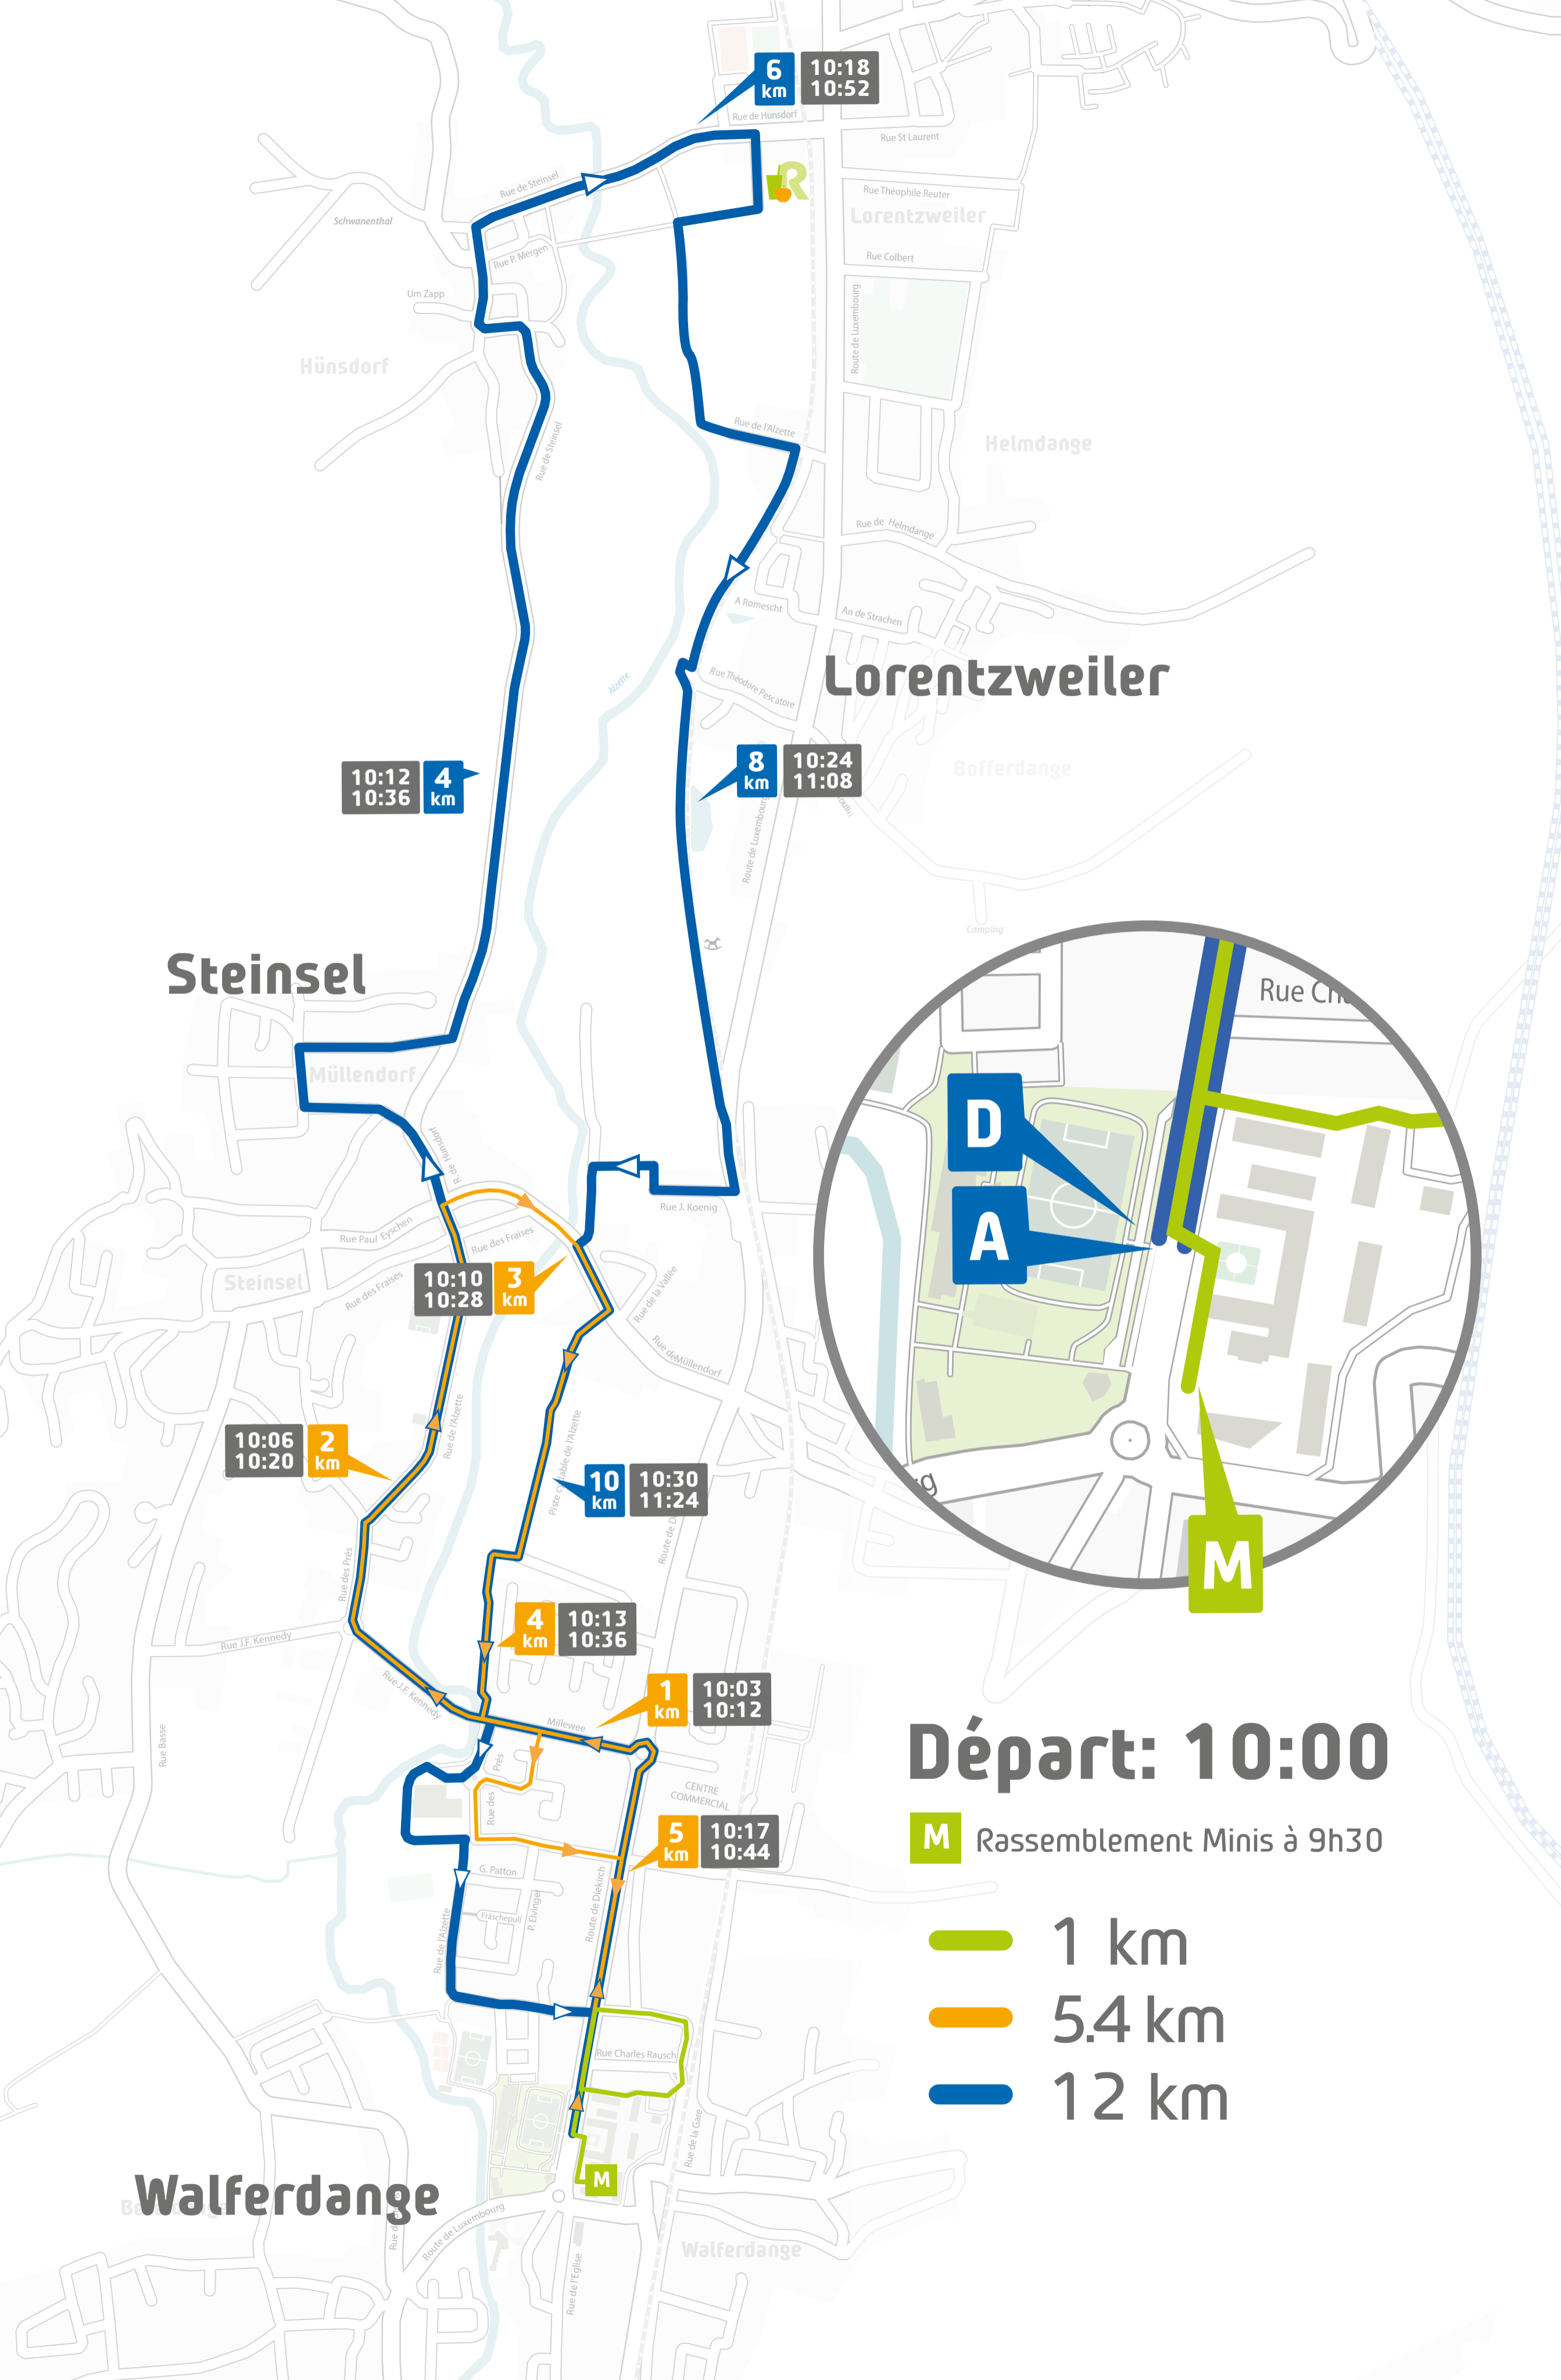 6
km
10:18
10:52
Rue de Hunsdorf
Rue St Laurent
R
Rue de Steinsel
Rue Théophile Reuter
Lorentzweiler
Schwanenthal
Rue P. Mergen
Rue Colbert
Um Zapp
Route de Luxembourg
Hünsdorf
Rue de l'Alzette
Rue de Steinsel
Helmdange
Rue de Helmdange
A Romescht
An de Strachen
Lorentzweiler
Rue Théodore Pescatore
Alzette
10:12
10:36
4
km
8
km
10:24
11:08
Bofferdange
Route de Luxembourg
Camping
Steinsel
Müllendorf
R.de Hunsdorf
Rue J. Koenig
Rue Paul Eyschen
Rue des Fraises
Steinsel
Rue des Fraises
10:10
10:28
3
km
Rue de la Vallée
Rue de Müllendorf
D
A
M
10:06
10:20
2
km
Rue de l'Alzette
10
km
10:30
11:24
Rue des Prés
4
km
10:13
10:36
Rue J.F. Kennedy
Rue J.F. Kennedy
1
km
10:03
10:12
Millewee
Rue Basse
CENTRE
COMMERCIAL
Rue des Prés
5
km
10:17
10:44
G. Patton
Fräschepull
P. Elvinger
Route de Diekirch
Rue de l'Alzette
Départ: 10:00
M Rassemblement Minis à 9h30
1 km
5.4 km
12 km
Rue Charles Rausch
Rue de la Gare
M
Walferdange
Route de Luxembourg
Walferdange
Rue de l'Eglise